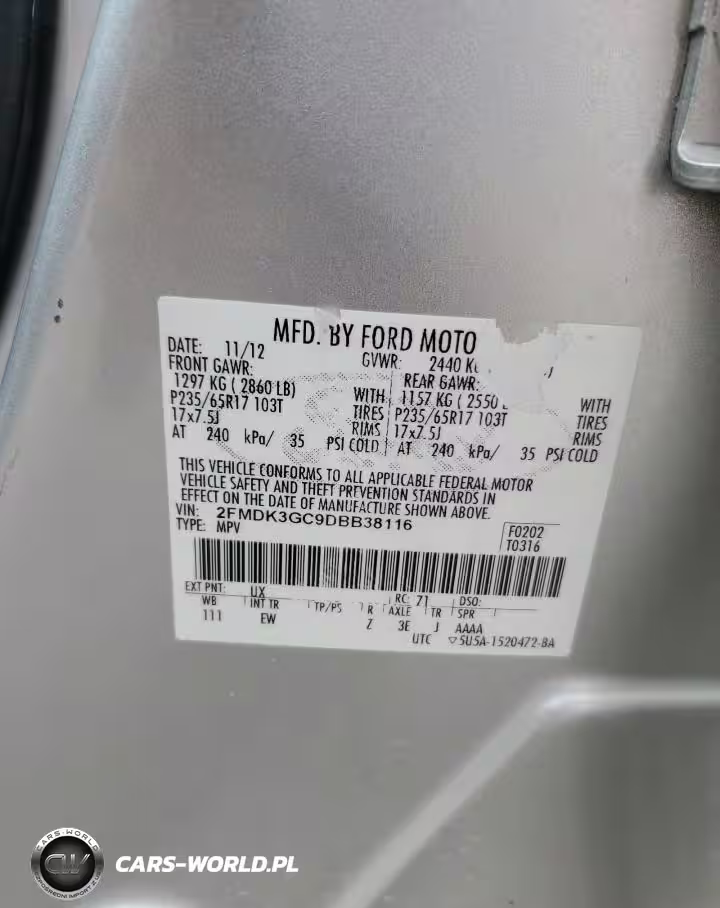 MFD. BY FORD MOTO
DATE: 11/12 GVWR: 2440 K
FRONT GAWR: REAR GAWR:
1297 KG ( 2860 LB) WITH 1157 KG ( 2550 WITH
P235/65R17 103T TIRES P235/65R17 103T TIRES
17x7.5J RIMS 17x7.5J RIMS
AT 240 kPa/ 35 PSI COLD AT 240 kPa/ 35 PSI COLD
THIS VEHICLE CONFORMS TO ALL APPLICABLE FEDERAL MOTOR
VEHICLE SAFETY AND THEFT PREVENTION STANDARDS IN
EFFECT ON THE DATE OF MANUFACTURE SHOWN ABOVE.
VIN: 2FMDK3GC9DBB38116
TYPE: MPV
F0202
T0316
EXT PNT: UX RC: 71 DSO:
WB INT TR TP/PS R AXLE TR SPR
111 EW Z 3E J AAAA
UTC ▽5U5A-1520472-BA
CARS-WORLD
CW
CARS-WORLD.PL